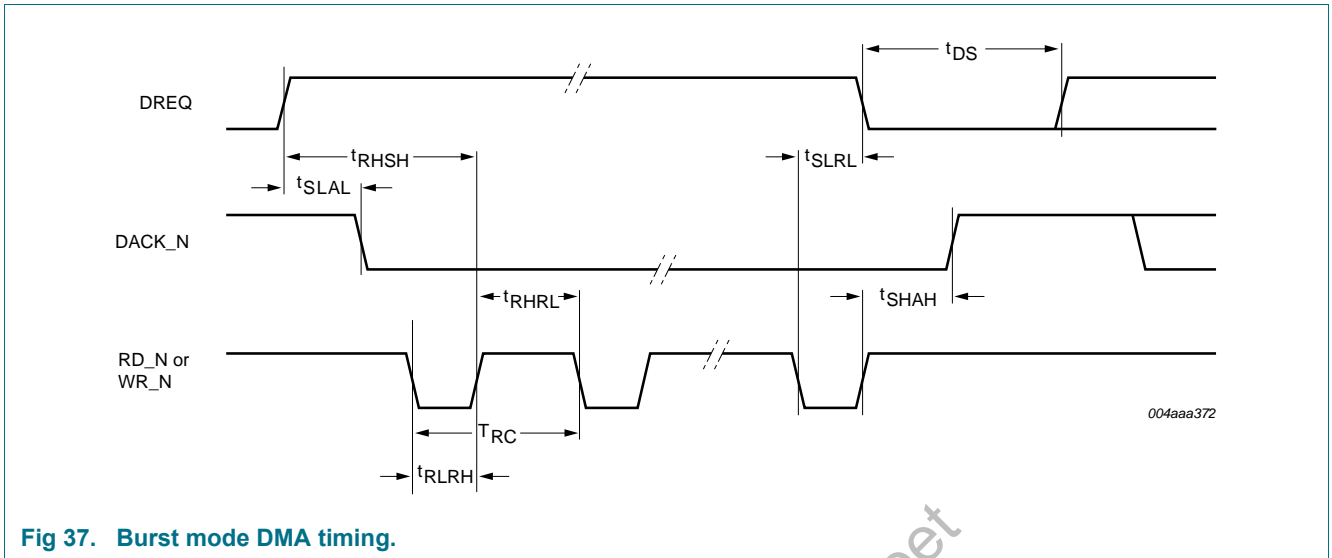 tDS
DREQ
tRHSH
tSLRL
tSLAL
DACK_N
tRHRL
tSHAH
RD_N or
WR_N
004aaa372
TRC
tRLRH
Fig 37. Burst mode DMA timing.